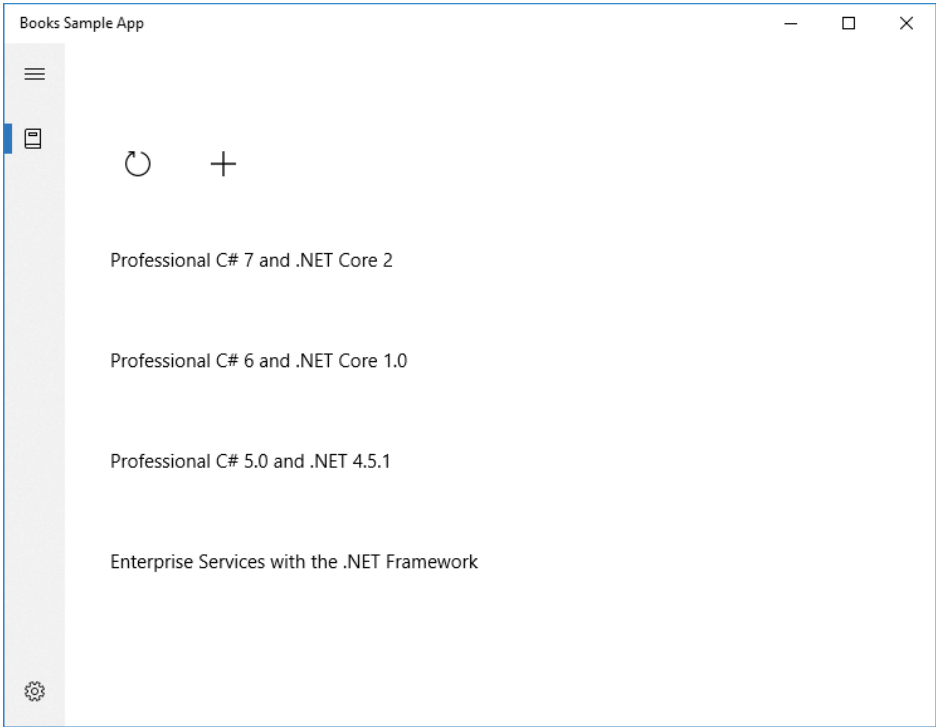 Books Sample App
Professional C# 7 and .NET Core 2
Professional C# 6 and .NET Core 1.0
Professional C# 5.0 and .NET 4.5.1
Enterprise Services with the .NET Framework